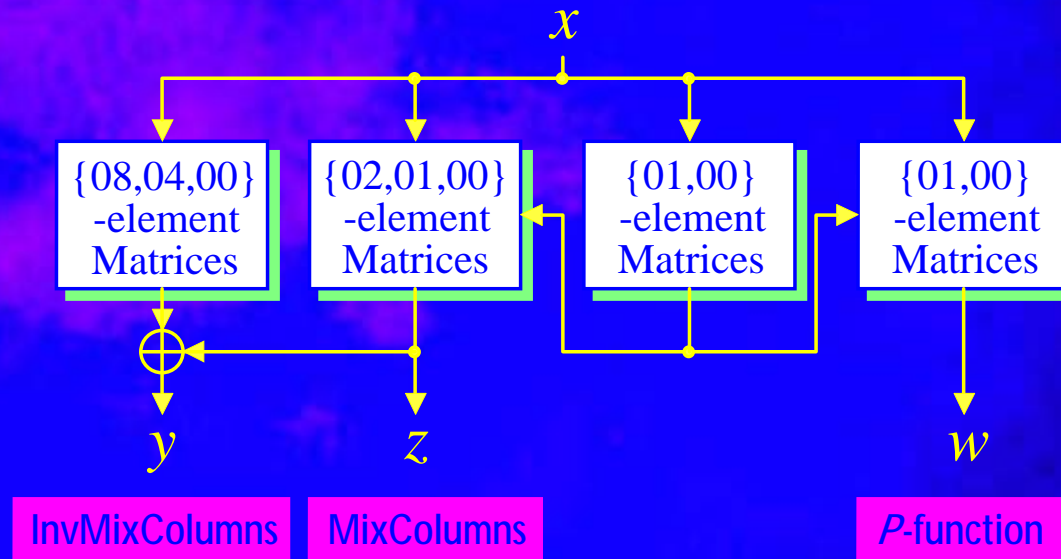 x
{08,04,00}
-element
Matrices
{02,01,00}
-element
Matrices
{01,00}
-element
Matrices
{01,00}
-element
Matrices
y
z
w
InvMixColumns
MixColumns
P-function